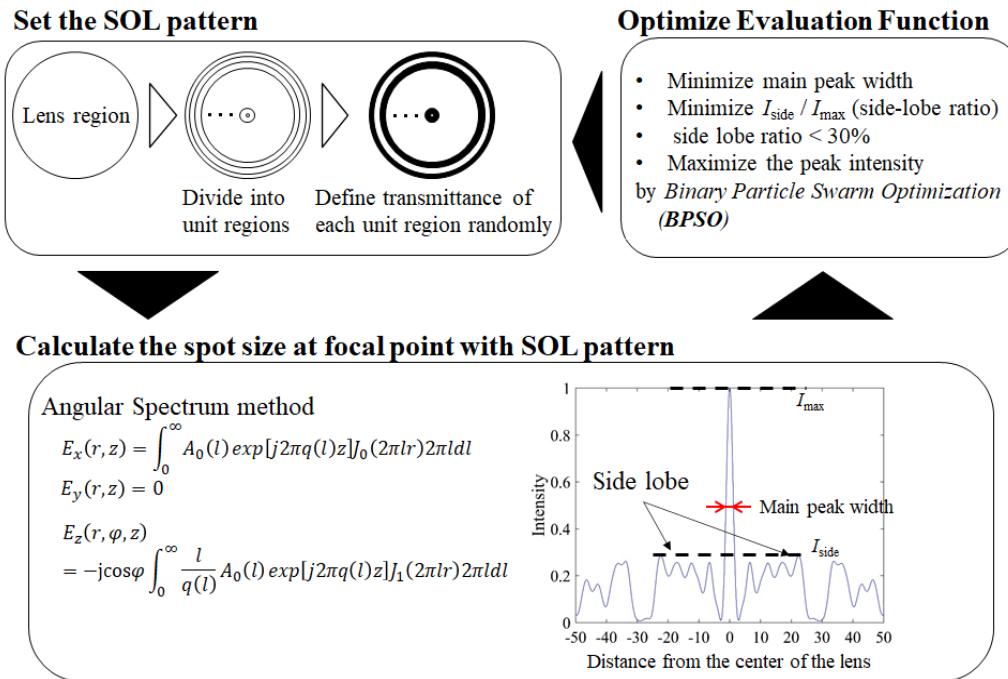 Set the SOL pattern
Lens region
Divide into
unit regions
Define transmittance of
each unit region randomly
Optimize Evaluation Function
• Minimize main peak width
• Minimize I_side / I_max (side-lobe ratio)
• side lobe ratio < 30%
• Maximize the peak intensity
by Binary Particle Swarm Optimization
(BPSO)
Calculate the spot size at focal point with SOL pattern
Angular Spectrum method
E_x(r, z) = ∫_0^∞ A_0(l) exp[j2πq(l)z]J_0(2πlr)2πldl
E_y(r, z) = 0
E_z(r, φ, z)
= −jcosφ ∫_0^∞ l/q(l) A_0(l) exp[j2πq(l)z]J_1(2πlr)2πldl
Intensity
1
0.8
0.6
0.4
0.2
0
I_max
Side lobe
Main peak width
I_side
-50 -40 -30 -20 -10 0 10 20 30 40 50
Distance from the center of the lens